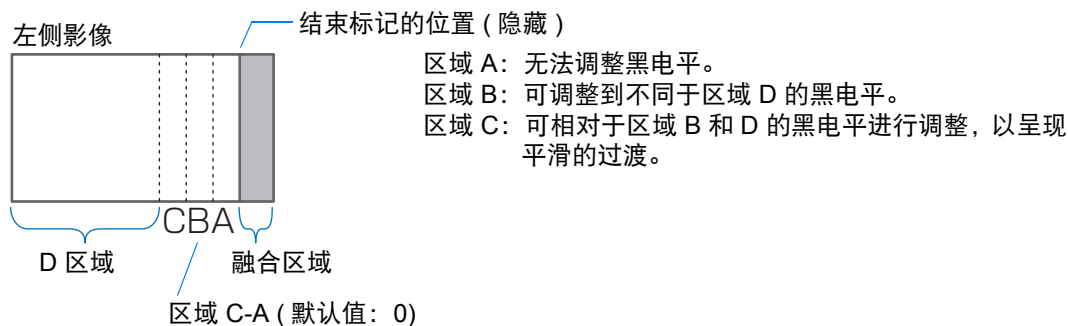 结束标记的位置 ( 隐藏 )
左侧影像
区域 A：无法调整黑电平。
区域 B：可调整到不同于区域 D 的黑电平。
区域 C：可相对于区域 B 和 D 的黑电平进行调整，以呈现
平滑的过渡。
CBA
D 区域
融合区域
区域 C-A ( 默认值：0)